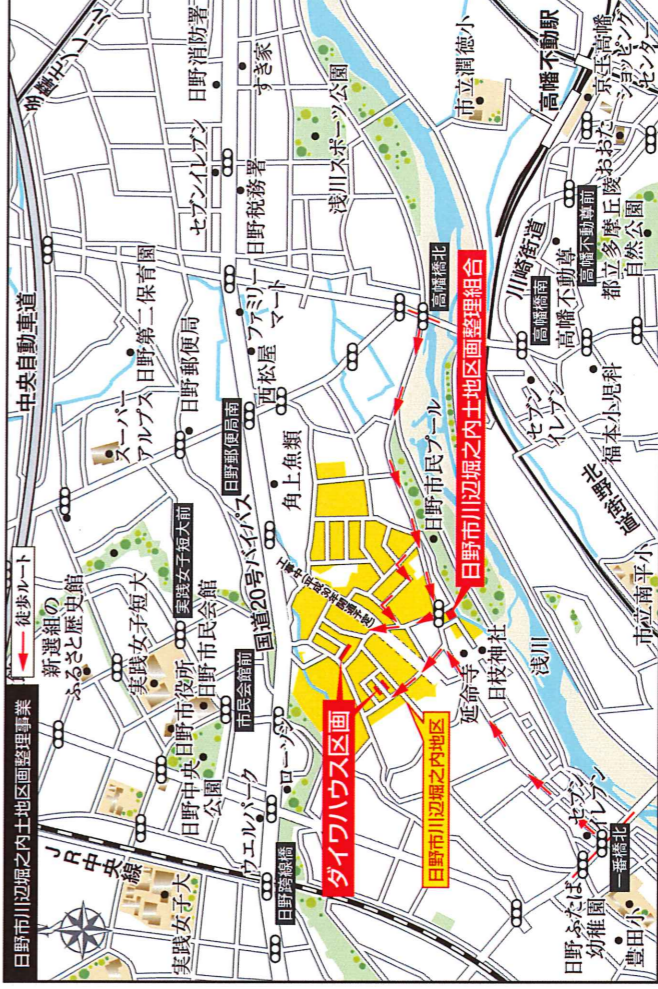 日野市川辺堀之内土地区画整理事業
徒歩ルート
中央自動車道
多摩モノレール
新選組の
ふるさと歴史館
実践女子短大
実践女子短大前
スーパー
アルプス
日野第二保育園
日野消防署
セブンイレブン
すき家
日野郵便局
日野税務署
日野市役所
日野中央
公園
日野市民会館
市民会館前
日野郵便局南
西松屋
ファミリー
マート
浅川スポーツ公園
JR中央線
実践女子大
ウエルパーク
ローソン
国道20号バイパス
角上魚類
日野跨線橋
ダイワハウス区画
日野市川辺堀之内地区
日野市民プール
高幡橋北
市立潤徳小
日野市川辺堀之内土地区画整理組合
延命寺
日枝神社
浅川
川崎街道
高幡不動駅
京王高幡
ショッピング
センター
おおた
高幡橋南
高幡不動尊
高幡不動尊前
都立多摩丘陵
自然公園
セブン
イレブン
福本小児科
北野街道
市立南平小
セブン
イレブン
一番橋北
日野ふたば
幼稚園
豊田小